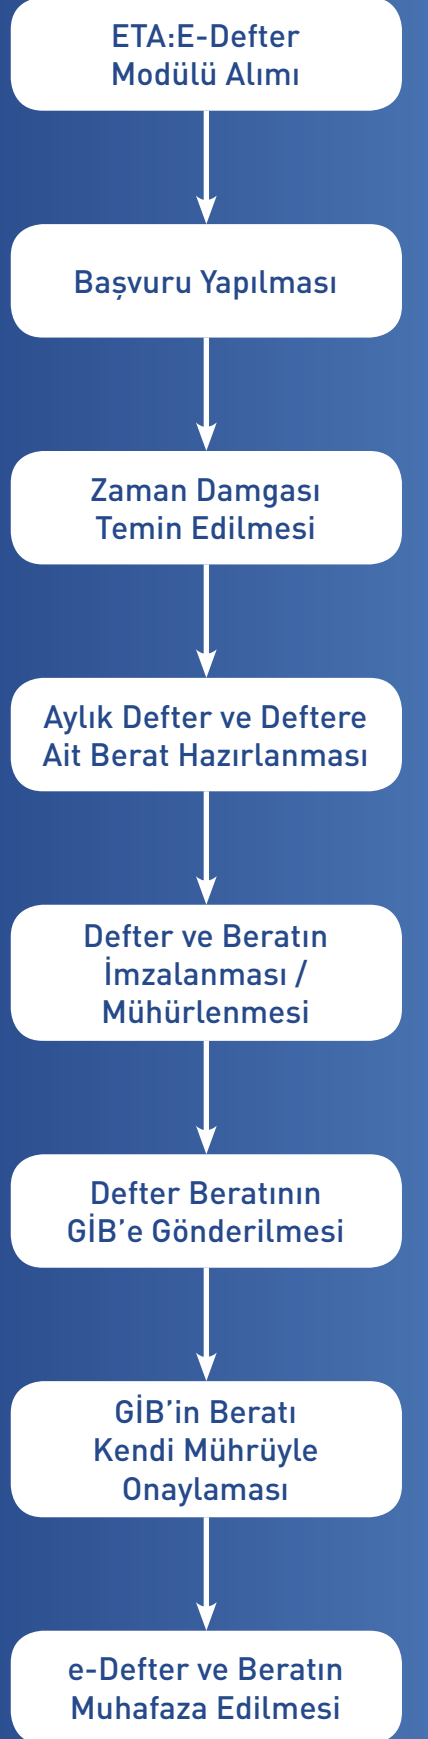 ETA:E-Defter
Modülü Alımı
Başvuru Yapılması
Zaman Damgası
Temin Edilmesi
Aylık Defter ve Deftere
Ait Berat Hazırlanması
Defter ve Beratın
İmzalanması /
Mühürlenmesi
Defter Beratının
GİB’e Gönderilmesi
GİB’in Beratı
Kendi Mührüyle
Onaylaması
e-Defter ve Beratın
Muhafaza Edilmesi